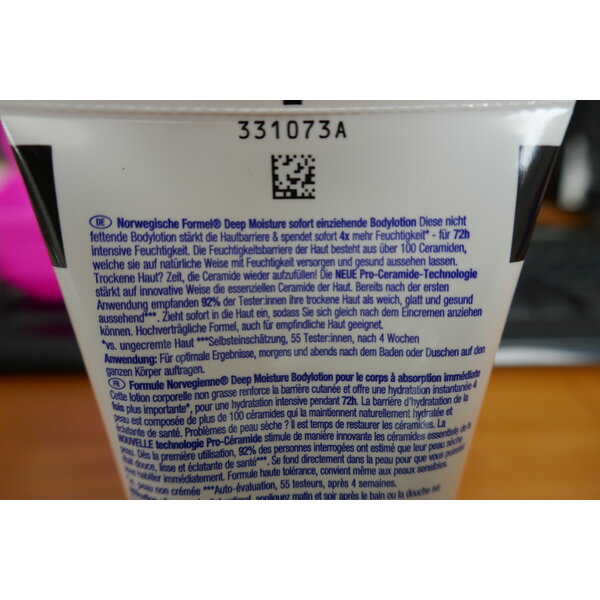 331073A
DE Norwegische Formel® Deep Moisture sofort einziehende Bodylotion Diese nicht
fettende Bodylotion stärkt die Hautbarriere & spendet sofort 4x mehr Feuchtigkeit* - für 72h
intensive Feuchtigkeit. Die Feuchtigkeitsbarriere der Haut besteht aus über 100 Ceramiden,
welche sie auf natürliche Weise mit Feuchtigkeit versorgen und gesund aussehen lassen.
Trockene Haut? Zeit, die Ceramide wieder aufzufüllen! Die NEUE Pro-Ceramide-Technologie
stärkt auf innovative Weise die essenziellen Ceramide der Haut. Bereits nach der ersten
Anwendung empfanden 92% der Tester:innen ihre trockene Haut als weich, glatt und gesund
aussehend***. Zieht sofort in die Haut ein, sodass Sie sich gleich nach dem Eincremen anziehen
können. Hochverträgliche Formel, auch für empfindliche Haut geeignet.
*vs. ungecremte Haut ***Selbsteinschätzung, 55 Tester:innen, nach 4 Wochen
Anwendung: Für optimale Ergebnisse, morgens und abends nach dem Baden oder Duschen auf den
ganzen Körper auftragen.
FR Formule Norvegienne® Deep Moisture Bodylotion pour le corps à absorption immédiate
Cette lotion corporelle non grasse renforce la barrière cutanée et offre une hydratation instantanée 4
fois plus importante*, pour une hydratation intensive pendant 72h. La barrière d'hydratation de la
peau est composée de plus de 100 céramides qui la maintiennent naturellement hydratée et
éclatante de santé. Problèmes de peau sèche ? Il est temps de restaurer les céramides. La
NOUVELLE technologie Pro-Céramide stimule de manière innovante les céramides essentiels de la
peau. Dès la première utilisation, 92% des personnes interrogées ont estimé que leur peau sèche
était douce, lisse et éclatante de santé***. Se fond directement dans la peau pour que vous puissiez
vous habiller immédiatement. Formule haute tolérance, convient même aux peaux sensibles.
peau non crémée ***Auto-évaluation, 55 testeurs, après 4 semaines.
appliquez matin et soir après le bain ou la douche sur